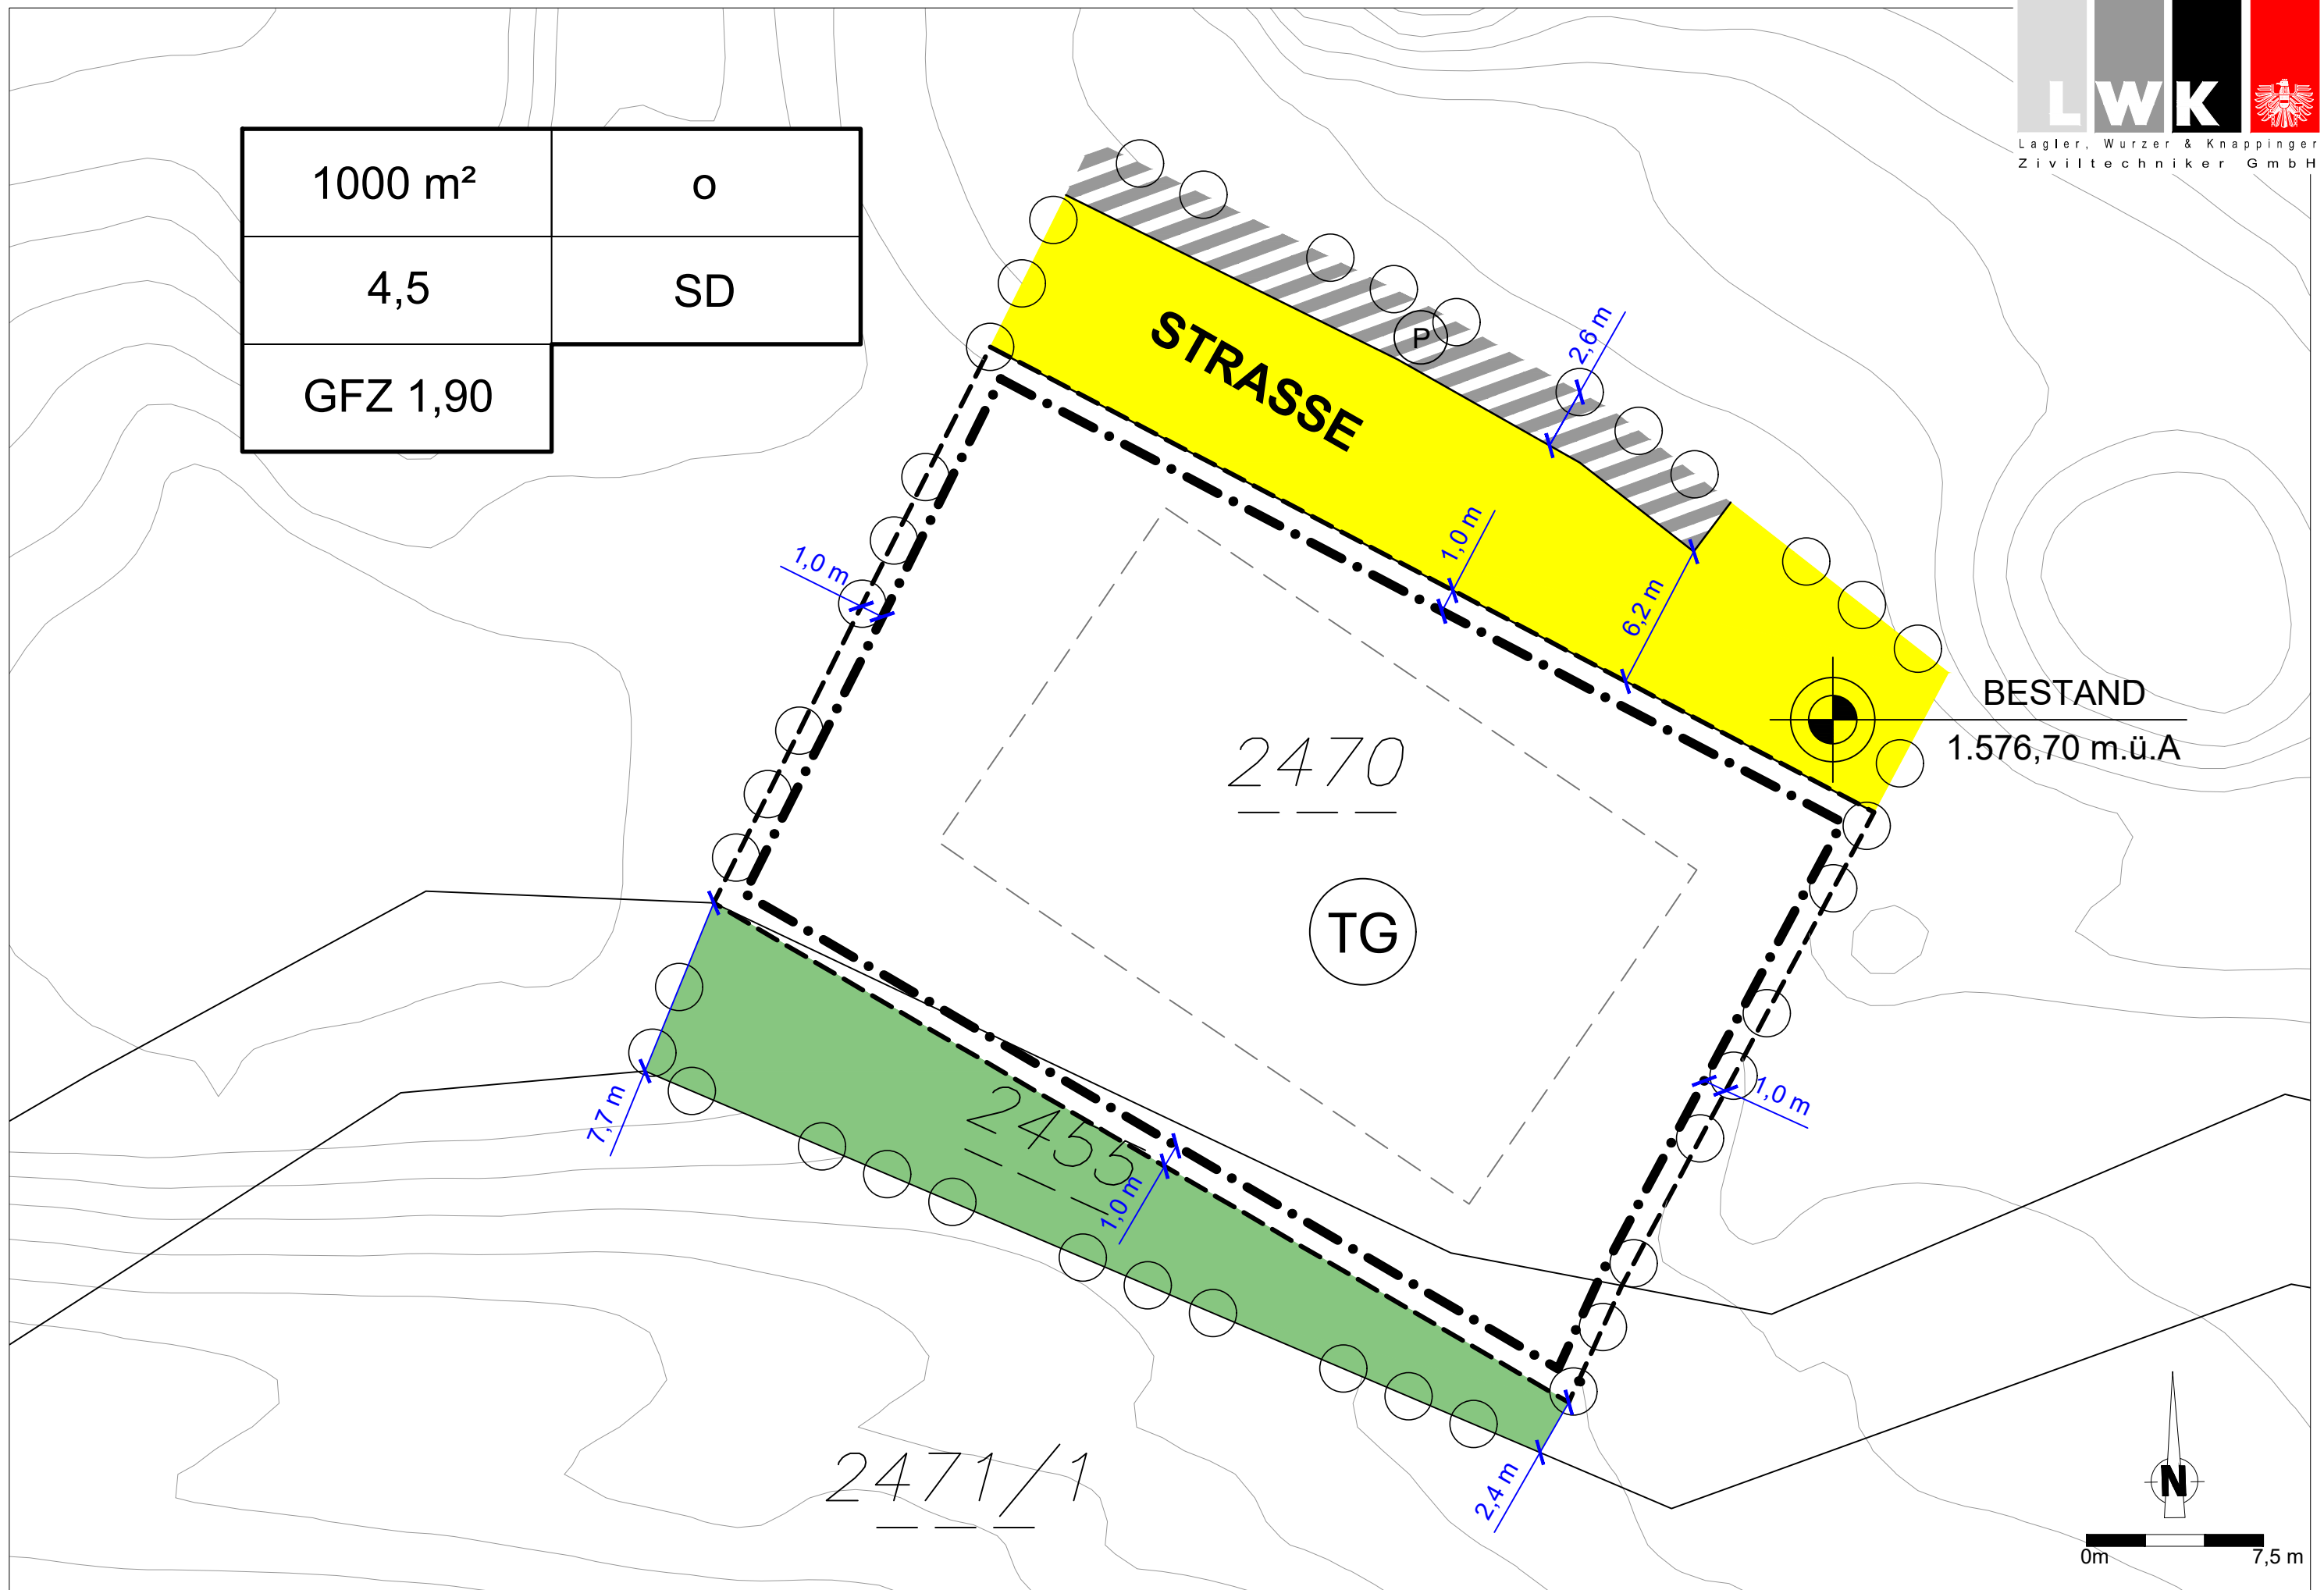 L W K
Lagler, Wurzer & Knappinger
Ziviltechniker GmbH
1000 m² o
4,5 SD
GFZ 1,90
STRASSE
P
2,6 m
1,0 m
1,0 m
6,2 m
BESTAND
1.576,70 m.ü.A
2470
TG
2455
1,0 m
1,0 m
7,7 m
2,4 m
2471/1
N
0m 7,5 m